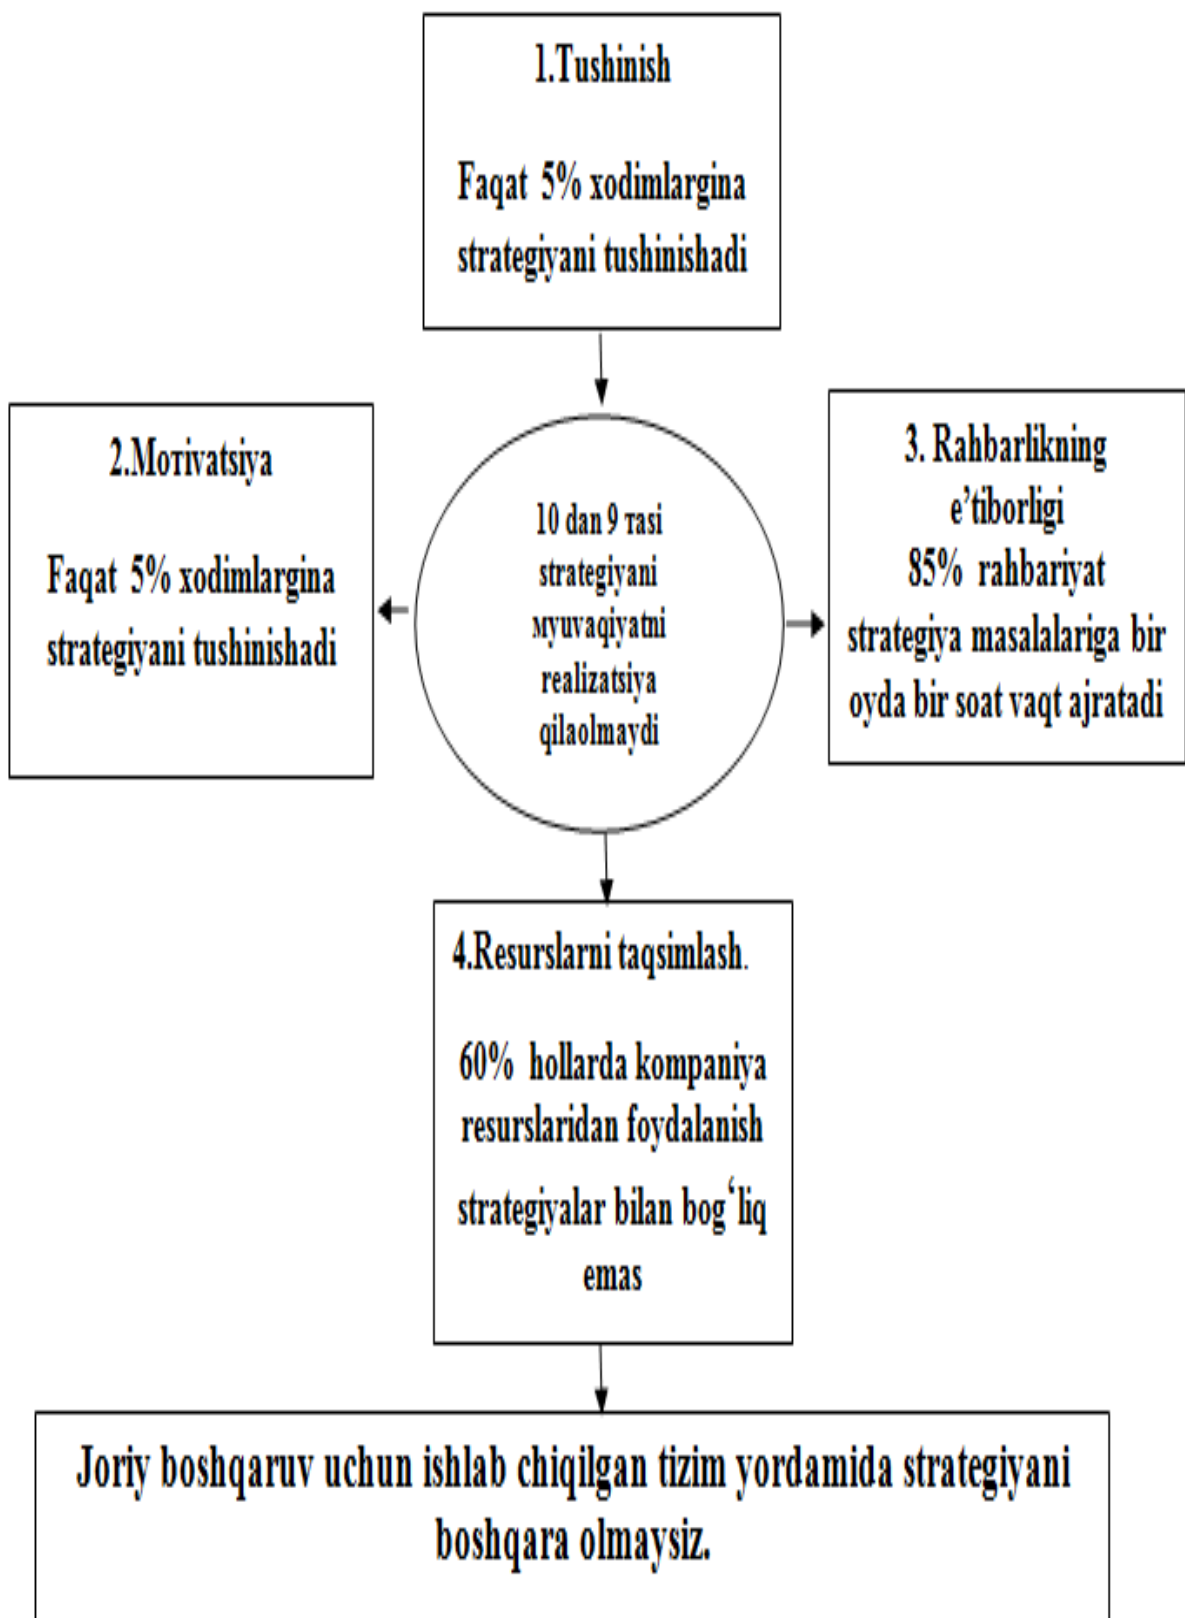 1.Tushinish
Faqat 5% xodimlargina
strategiyani tushinishadi
2.Moтivatsiya
Faqat 5% xodimlargina
strategiyani tushinishadi
10 dan 9 тasi
strategiyani
мyuvaqiyatni
realizatsiya
qilaolmaydi
3. Rahbarlikning
e’tiborligi
85% rahbariyat
strategiya masalalariga bir
oyda bir soat vaqt ajratadi
4.Resurslarni taqsimlash.
60% hollarda kompaniya
resurslaridan foydalanish
strategiyalar bilan bog‘liq
emas
Joriy boshqaruv uchun ishlab chiqilgan tizim yordamida strategiyani
boshqara olmaysiz.